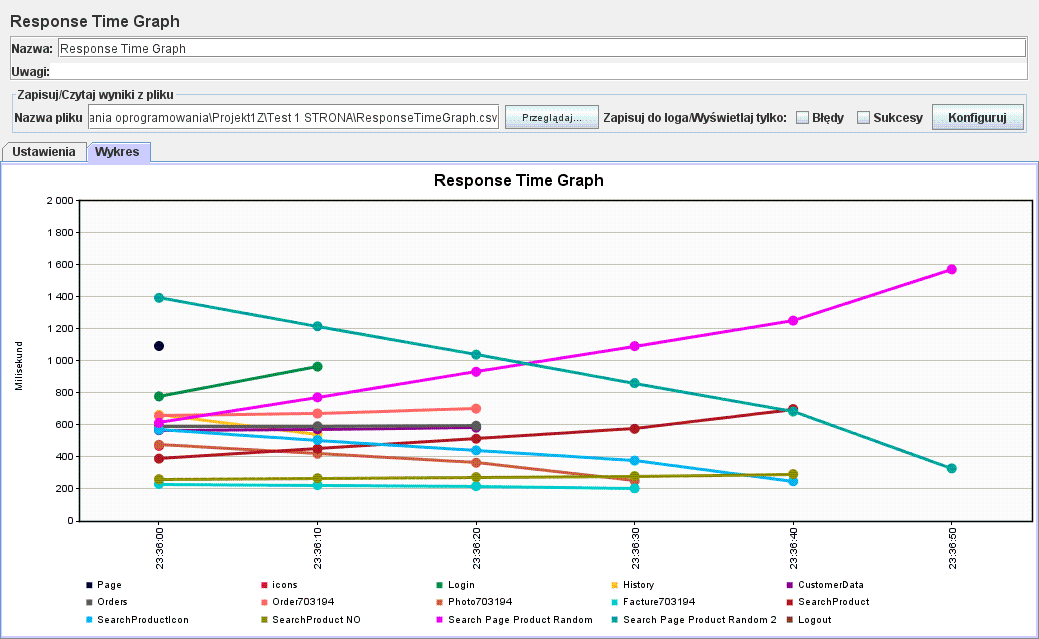 Response Time Graph
Nazwa: Response Time Graph
Uwagi:
Zapisuj/Czytaj wyniki z pliku
Nazwa pliku ania oprogramowania\Projekt1Z\Test 1 STRONA\ResponseTimeGraph.csv Przeglądaj... Zapisuj do loga/Wyświetlaj tylko: Błędy Sukcesy Konfiguruj
Ustawienia Wykres
Response Time Graph
2 000
1 800
1 600
1 400
1 200
1 000
800
600
400
200
0
Milisekund
23:36:00 23:36:10 23:36:20 23:36:30 23:36:40 23:36:50
Page icons Login History CustomerData
Orders Order703194 Photo703194 Facture703194 SearchProduct
SearchProductIcon SearchProduct NO Search Page Product Random Search Page Product Random 2 Logout